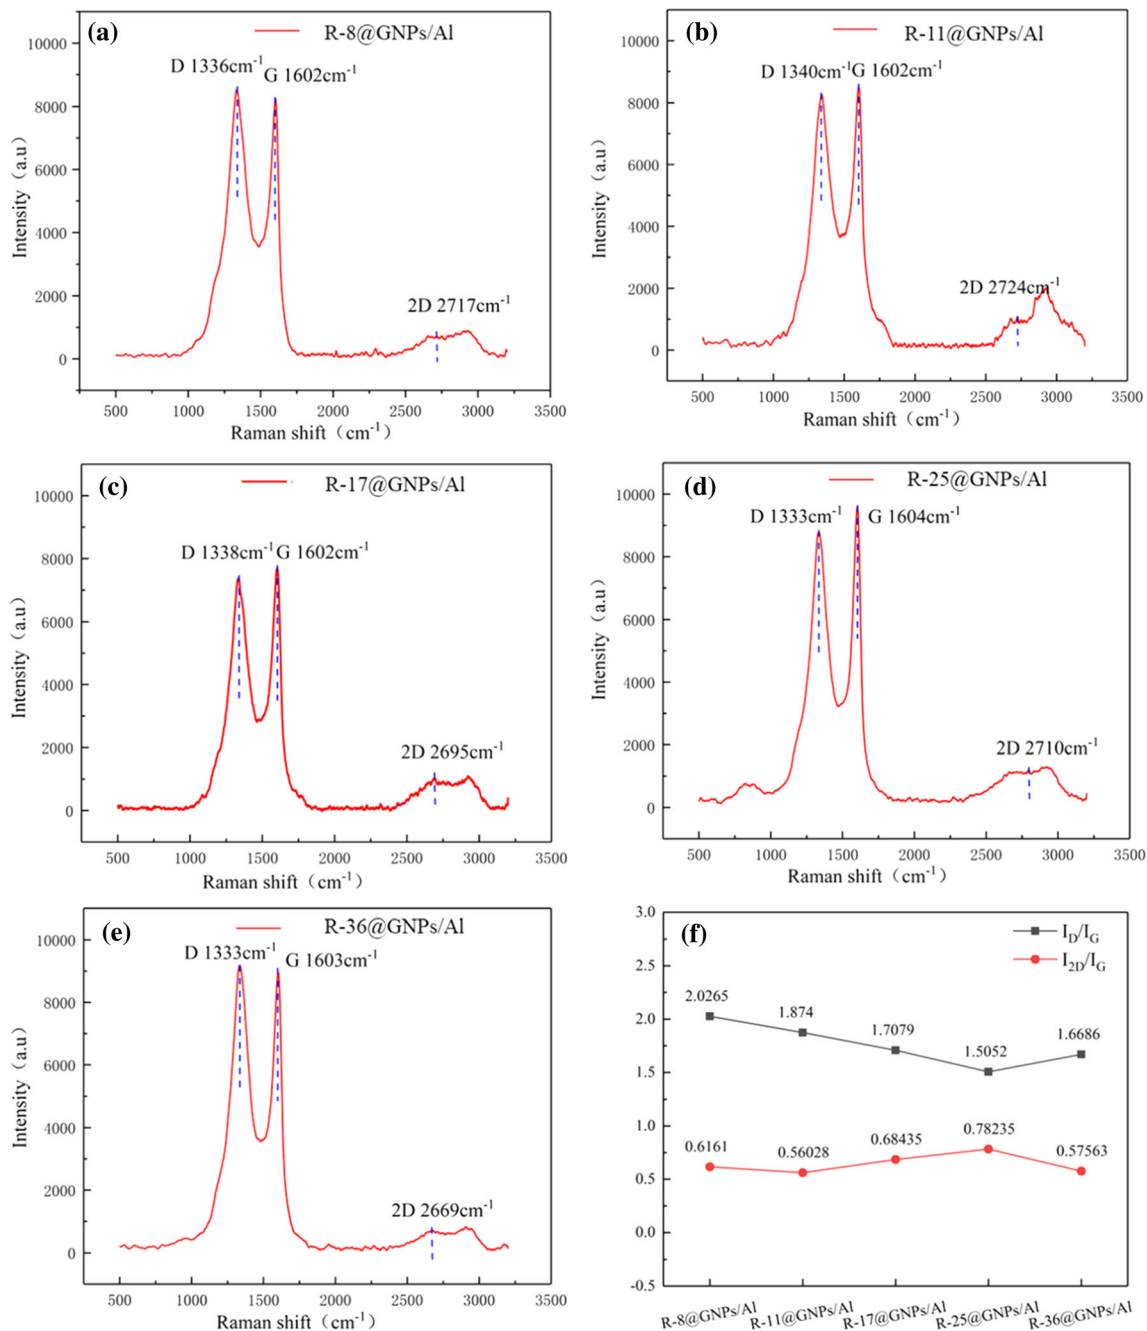 (a)
R-8@GNPs/Al
D 1336cm⁻¹
G 1602cm⁻¹
2D 2717cm⁻¹
Intensity（a.u）
10000
8000
6000
4000
2000
0
500 1000 1500 2000 2500 3000 3500
Raman shift（cm⁻¹）
(b)
R-11@GNPs/Al
D 1340cm⁻¹
G 1602cm⁻¹
2D 2724cm⁻¹
Intensity（a.u）
10000
8000
6000
4000
2000
0
500 1000 1500 2000 2500 3000 3500
Raman shift（cm⁻¹）
(c)
R-17@GNPs/Al
D 1338cm⁻¹
G 1602cm⁻¹
2D 2695cm⁻¹
Intensity（a.u）
10000
8000
6000
4000
2000
0
500 1000 1500 2000 2500 3000 3500
Raman shift（cm⁻¹）
(d)
R-25@GNPs/Al
D 1333cm⁻¹
G 1604cm⁻¹
2D 2710cm⁻¹
Intensity（a.u）
10000
8000
6000
4000
2000
0
500 1000 1500 2000 2500 3000 3500
Raman shift（cm⁻¹）
(e)
R-36@GNPs/Al
D 1333cm⁻¹
G 1603cm⁻¹
2D 2669cm⁻¹
Intensity（a.u）
10000
8000
6000
4000
2000
0
500 1000 1500 2000 2500 3000 3500
Raman shift（cm⁻¹）
(f)
I_D/I_G
I_2D/I_G
3.0
2.5
2.0
1.5
1.0
0.5
0.0
-0.5
2.0265
1.874
1.7079
1.5052
1.6686
0.6161
0.56028
0.68435
0.78235
0.57563
R-8@GNPs/Al R-11@GNPs/Al R-17@GNPs/Al R-25@GNPs/Al R-36@GNPs/Al